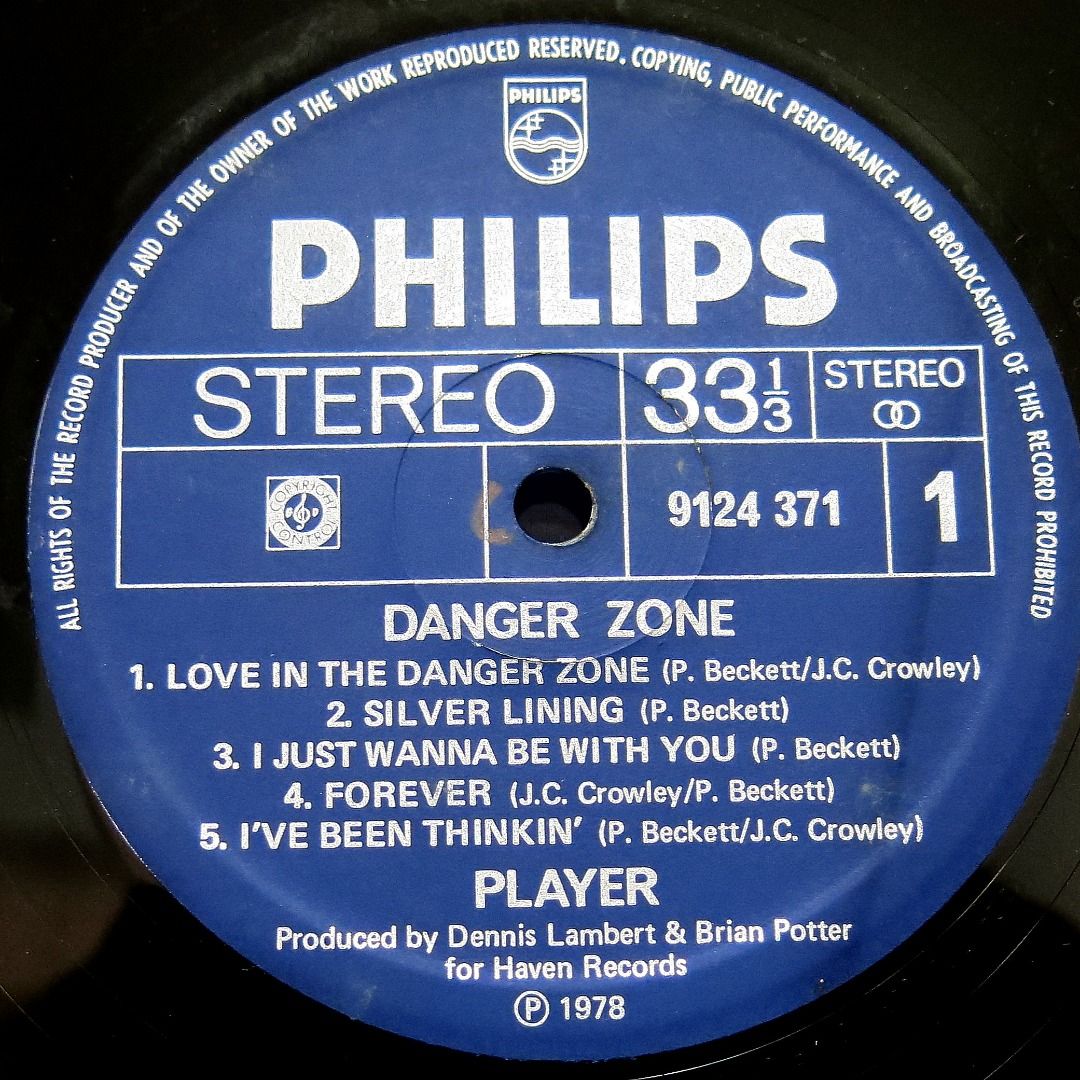 ALL RIGHTS OF THE RECORD PRODUCER AND OF THE OWNER OF THE WORK REPRODUCED RESERVED. COPYING, PUBLIC PERFORMANCE AND BROADCASTING OF THIS RECORD PROHIBITED
PHILIPS
PHILIPS
STEREO
33 1/3
STEREO
COPYRIGHT
CONTROL
9124 371
1
DANGER ZONE
1. LOVE IN THE DANGER ZONE (P. Beckett/J.C. Crowley)
2. SILVER LINING (P. Beckett)
3. I JUST WANNA BE WITH YOU (P. Beckett)
4. FOREVER (J.C. Crowley/P. Beckett)
5. I'VE BEEN THINKIN' (P. Beckett/J.C. Crowley)
PLAYER
Produced by Dennis Lambert & Brian Potter
for Haven Records
Ⓟ 1978